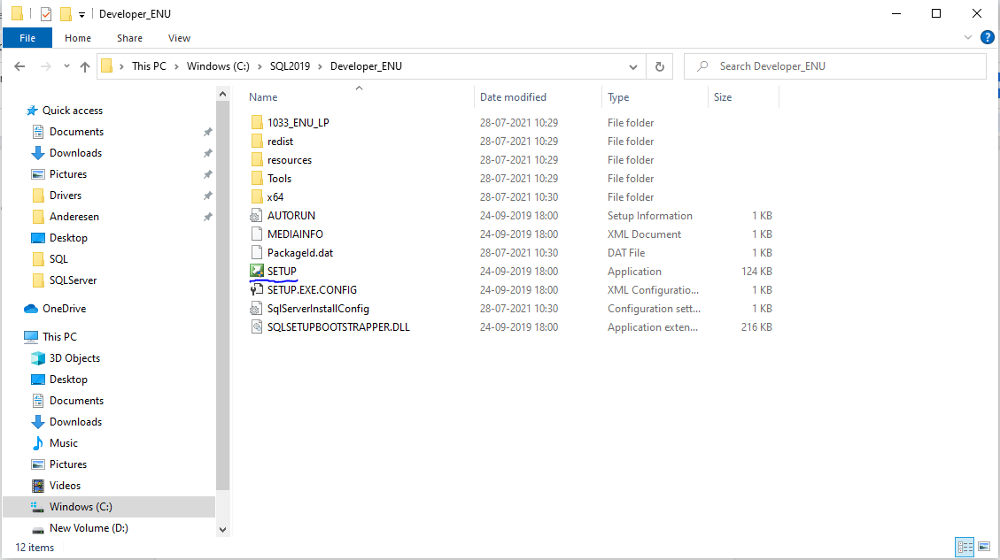 Developer_ENU
File Home Share View
This PC Windows (C:) SQL2019 Developer_ENU Search Developer_ENU
Quick access
Documents
Downloads
Pictures
Drivers
Anderesen
Desktop
SQL
SQLServer
OneDrive
This PC
3D Objects
Desktop
Documents
Downloads
Music
Pictures
Videos
Windows (C:)
New Volume (D:)
Name Date modified Type Size
1033_ENU_LP 28-07-2021 10:29 File folder
redist 28-07-2021 10:29 File folder
resources 28-07-2021 10:29 File folder
Tools 28-07-2021 10:29 File folder
x64 28-07-2021 10:30 File folder
AUTORUN 24-09-2019 18:00 Setup Information 1 KB
MEDIAINFO 24-09-2019 18:00 XML Document 1 KB
PackageId.dat 28-07-2021 10:30 DAT File 1 KB
SETUP 24-09-2019 18:00 Application 124 KB
SETUP.EXE.CONFIG 24-09-2019 18:00 XML Configuratio... 1 KB
SqlServerInstallConfig 28-07-2021 10:30 Configuration sett... 1 KB
SQLSETUPBOOTSTRAPPER.DLL 24-09-2019 18:00 Application exten... 216 KB
12 items